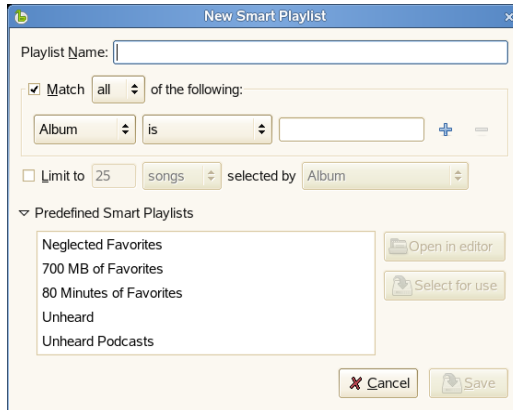 New Smart Playlist
Playlist Name:
Match all of the following:
Album is
Limit to 25 songs selected by Album
Predefined Smart Playlists
Neglected Favorites
700 MB of Favorites
80 Minutes of Favorites
Unheard
Unheard Podcasts
Open in editor
Select for use
Cancel Save